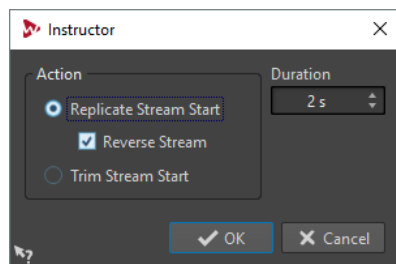 Instructor
Action
Duration
Replicate Stream Start
2 s
Reverse Stream
Trim Stream Start
OK
Cancel
?